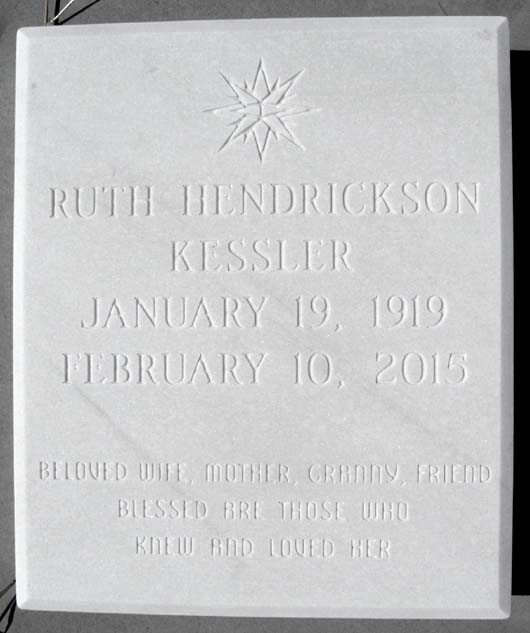 RUTH HENDRICKSON
KESSLER
JANUARY 19, 1919
FEBRUARY 10, 2015
BELOVED WIFE, MOTHER, GRANNY, FRIEND
BLESSED ARE THOSE WHO
KNEW AND LOVED HER